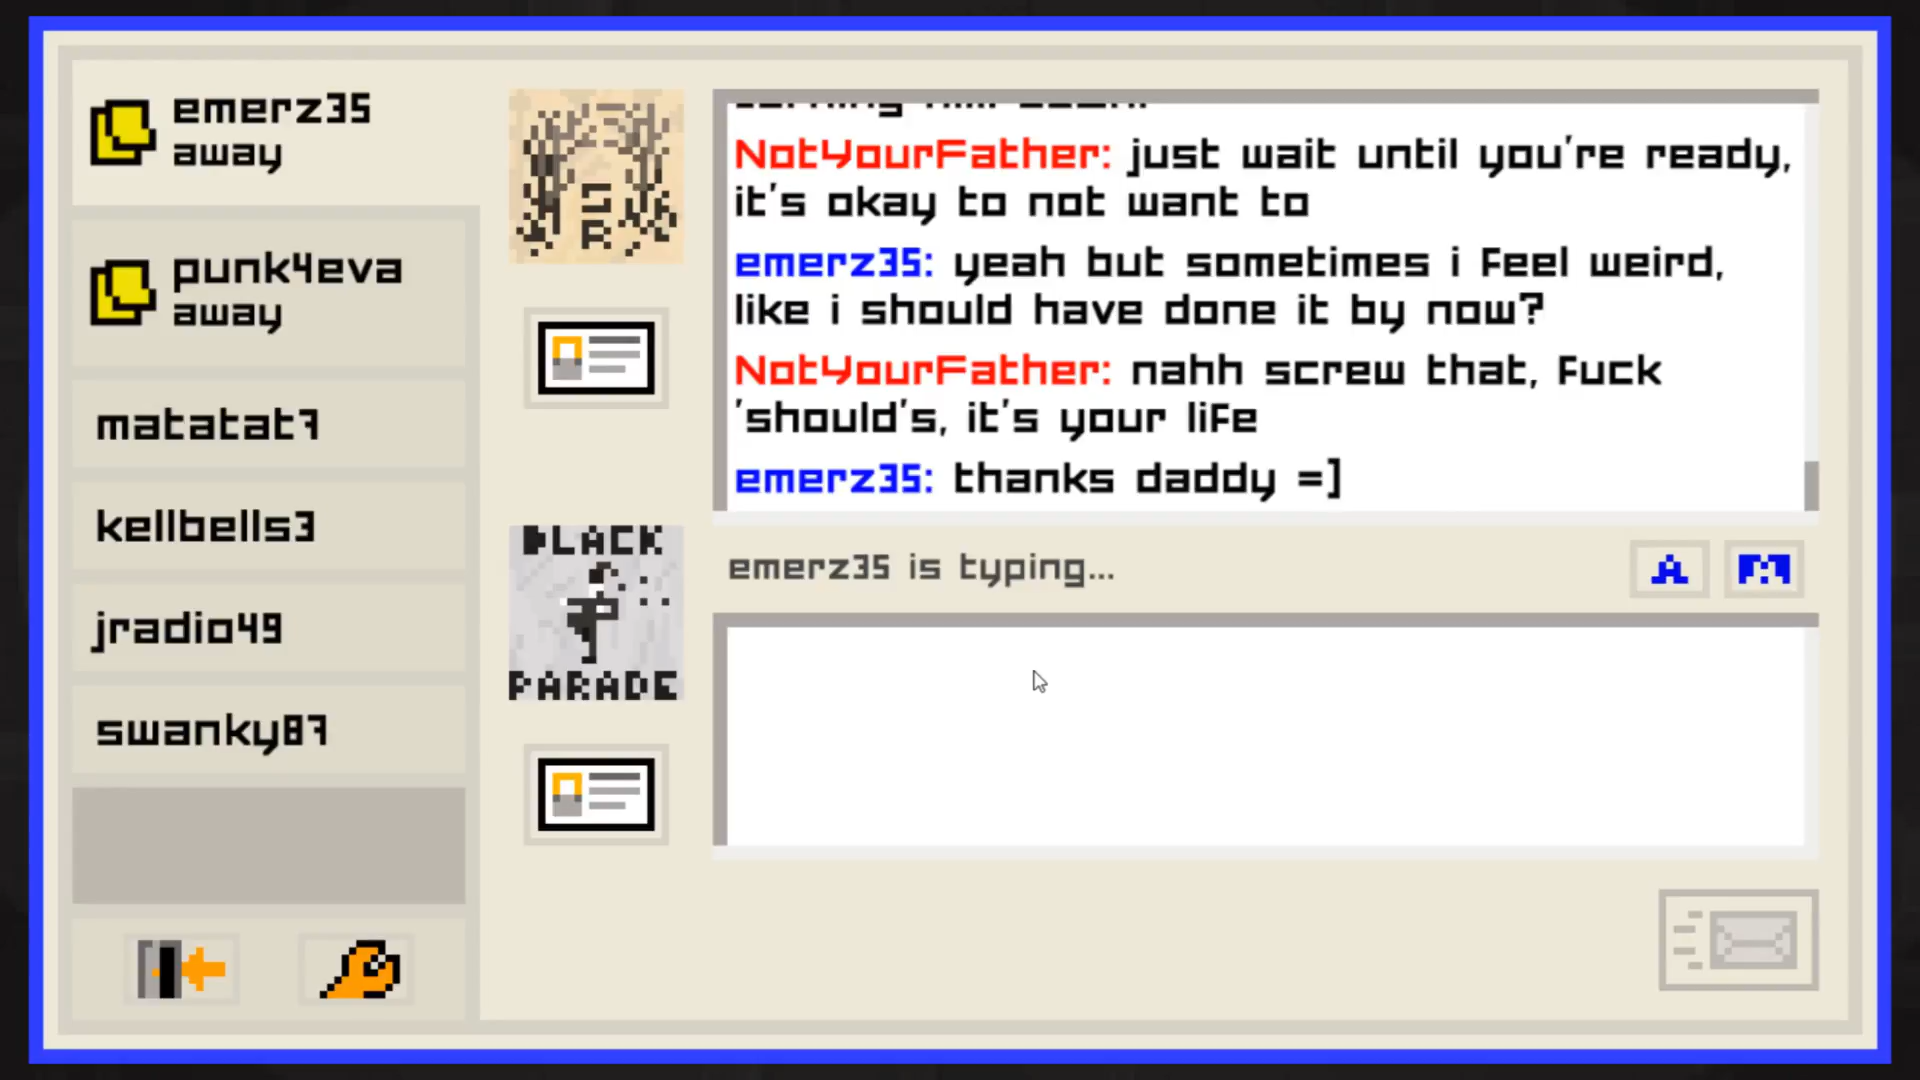 emerz35
away
punk4eva
away
matatat7
kellbells3
jradio49
swanky87
NotYourFather: just wait until you're ready,
it's okay to not want to
emerz35: yeah but sometimes i feel weird,
like i should have done it by now?
NotYourFather: nahh screw that, fuck
'should's, it's your life
emerz35: thanks daddy =]
BLACK
PARADE
emerz35 is typing...
A